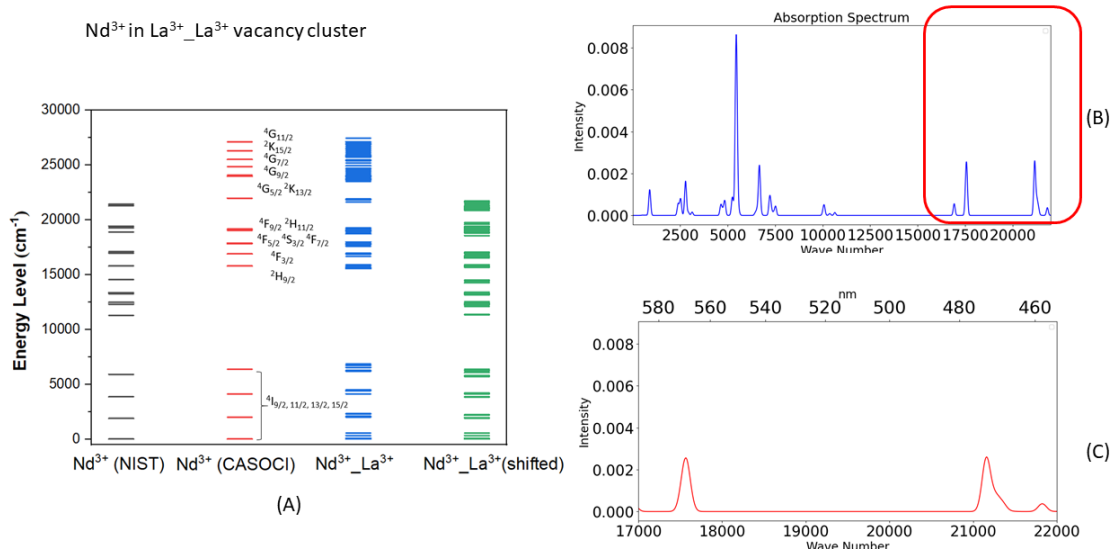 Nd³⁺ in La³⁺_La³⁺ vacancy cluster
30000
25000
20000
15000
10000
5000
0
Energy Level (cm⁻¹)
⁴G₁₁/₂
²K₁₅/₂
⁴G₇/₂
⁴G₉/₂
⁴G₅/₂ ²K₁₃/₂
⁴F₉/₂ ²H₁₁/₂
⁴F₅/₂ ⁴S₃/₂ ⁴F₇/₂
⁴F₃/₂
²H₉/₂
⁴I₉/₂, ₁₁/₂, ₁₃/₂, ₁₅/₂
Nd³⁺ (NIST) Nd³⁺ (CASOCI) Nd³⁺_La³⁺ Nd³⁺_La³⁺(shifted)
(A)
Absorption Spectrum
0.008
0.006
0.004
0.002
0.000
Intensity
2500 5000 7500 10000 12500 15000 17500 20000
Wave Number
(B)
nm
580 560 540 520 500 480 460
0.008
0.006
0.004
0.002
0.000
Intensity
17000 18000 19000 20000 21000 22000
Wave Number
(C)